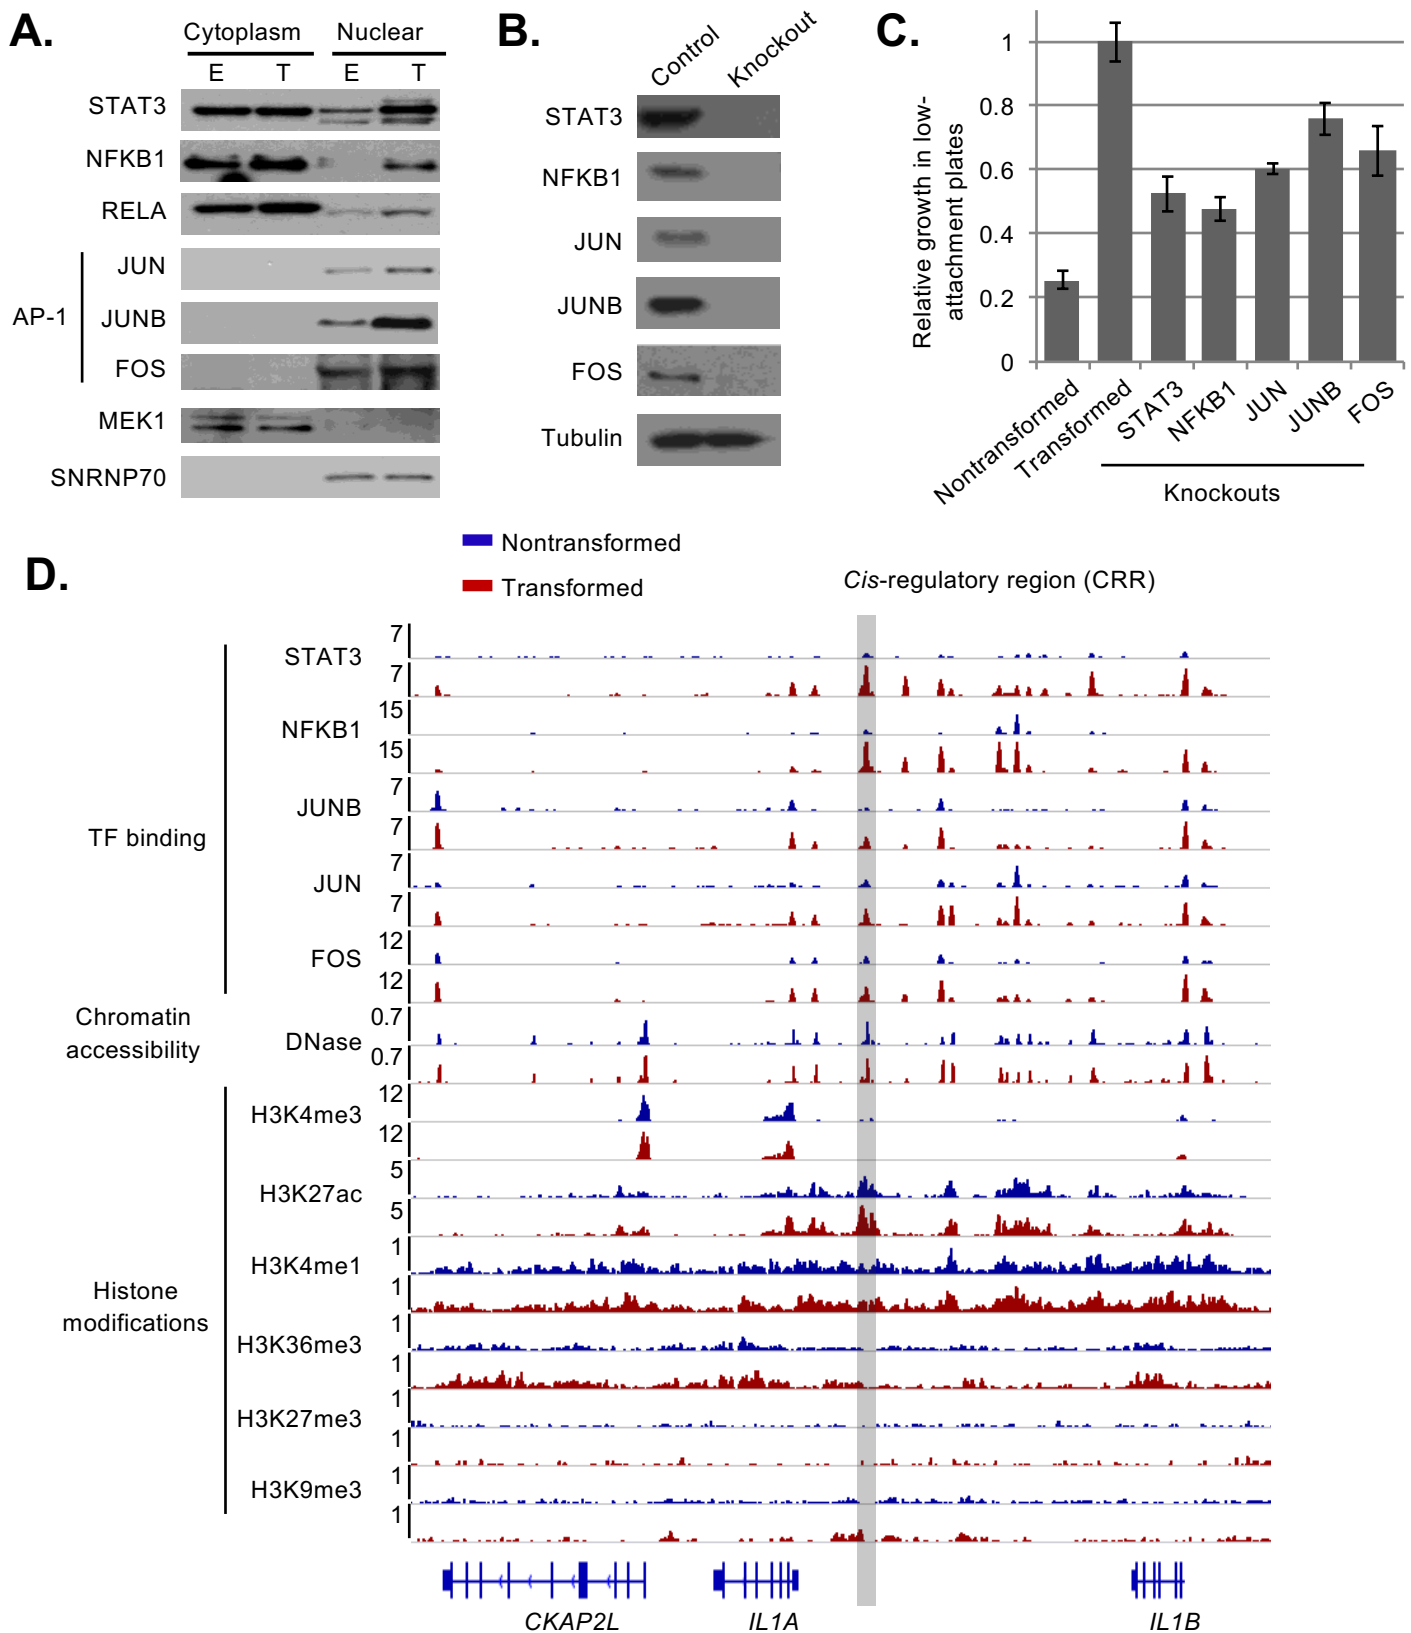 A.
Cytoplasm
Nuclear
E
T
E
T
STAT3
NFKB1
RELA
AP-1
JUN
JUNB
FOS
MEK1
SNRNP70
B.
Control
Knockout
STAT3
NFKB1
JUN
JUNB
FOS
Tubulin
C.
Relative growth in low-
attachment plates
1
0.8
0.6
0.4
0.2
0
Nontransformed
Transformed
STAT3
NFKB1
JUN
JUNB
FOS
Knockouts
D.
Nontransformed
Transformed
Cis-regulatory region (CRR)
TF binding
STAT3
7
7
NFKB1
15
15
JUNB
7
7
JUN
7
7
FOS
12
12
Chromatin
accessibility
DNase
0.7
0.7
Histone
modifications
H3K4me3
12
12
H3K27ac
5
5
H3K4me1
1
1
H3K36me3
1
1
H3K27me3
1
1
H3K9me3
1
1
CKAP2L
IL1A
IL1B